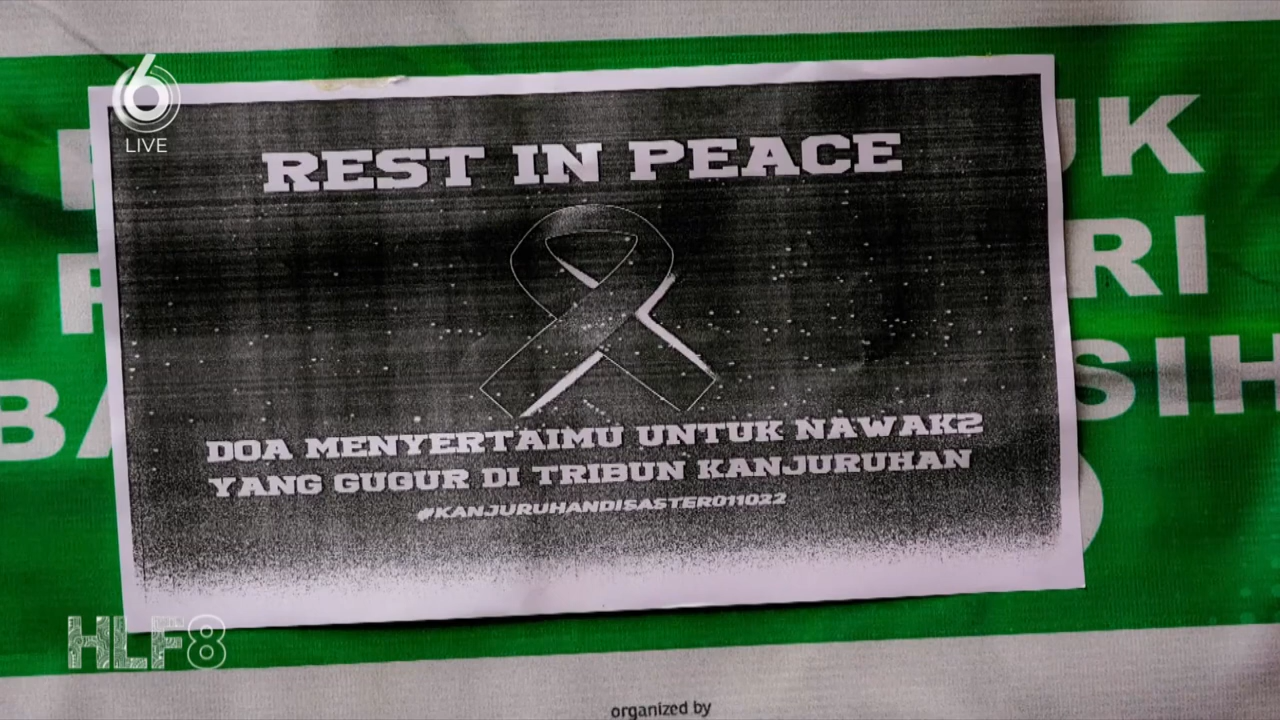 6
LIVE
REST IN PEACE
UK
RI
BA
SIH
DOA MENYERTAIMU UNTUK NAWAK2
YANG GUGUR DI TRIBUN KANJURUHAN
#KANJURUHANDISASTER011022
HLF8
organized by